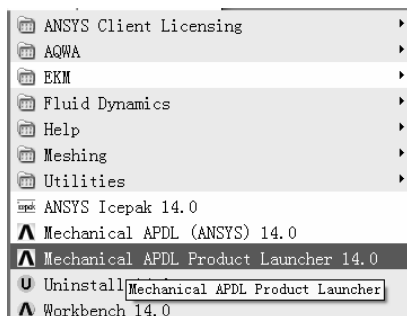 ANSYS Client Licensing
AQWA
EKM
Fluid Dynamics
Help
Meshing
Utilities
ANSYS Icepak 14.0
Mechanical APDL (ANSYS) 14.0
Mechanical APDL Product Launcher 14.0
Uninstall
Mechanical APDL Product Launcher
Workbench 14.0